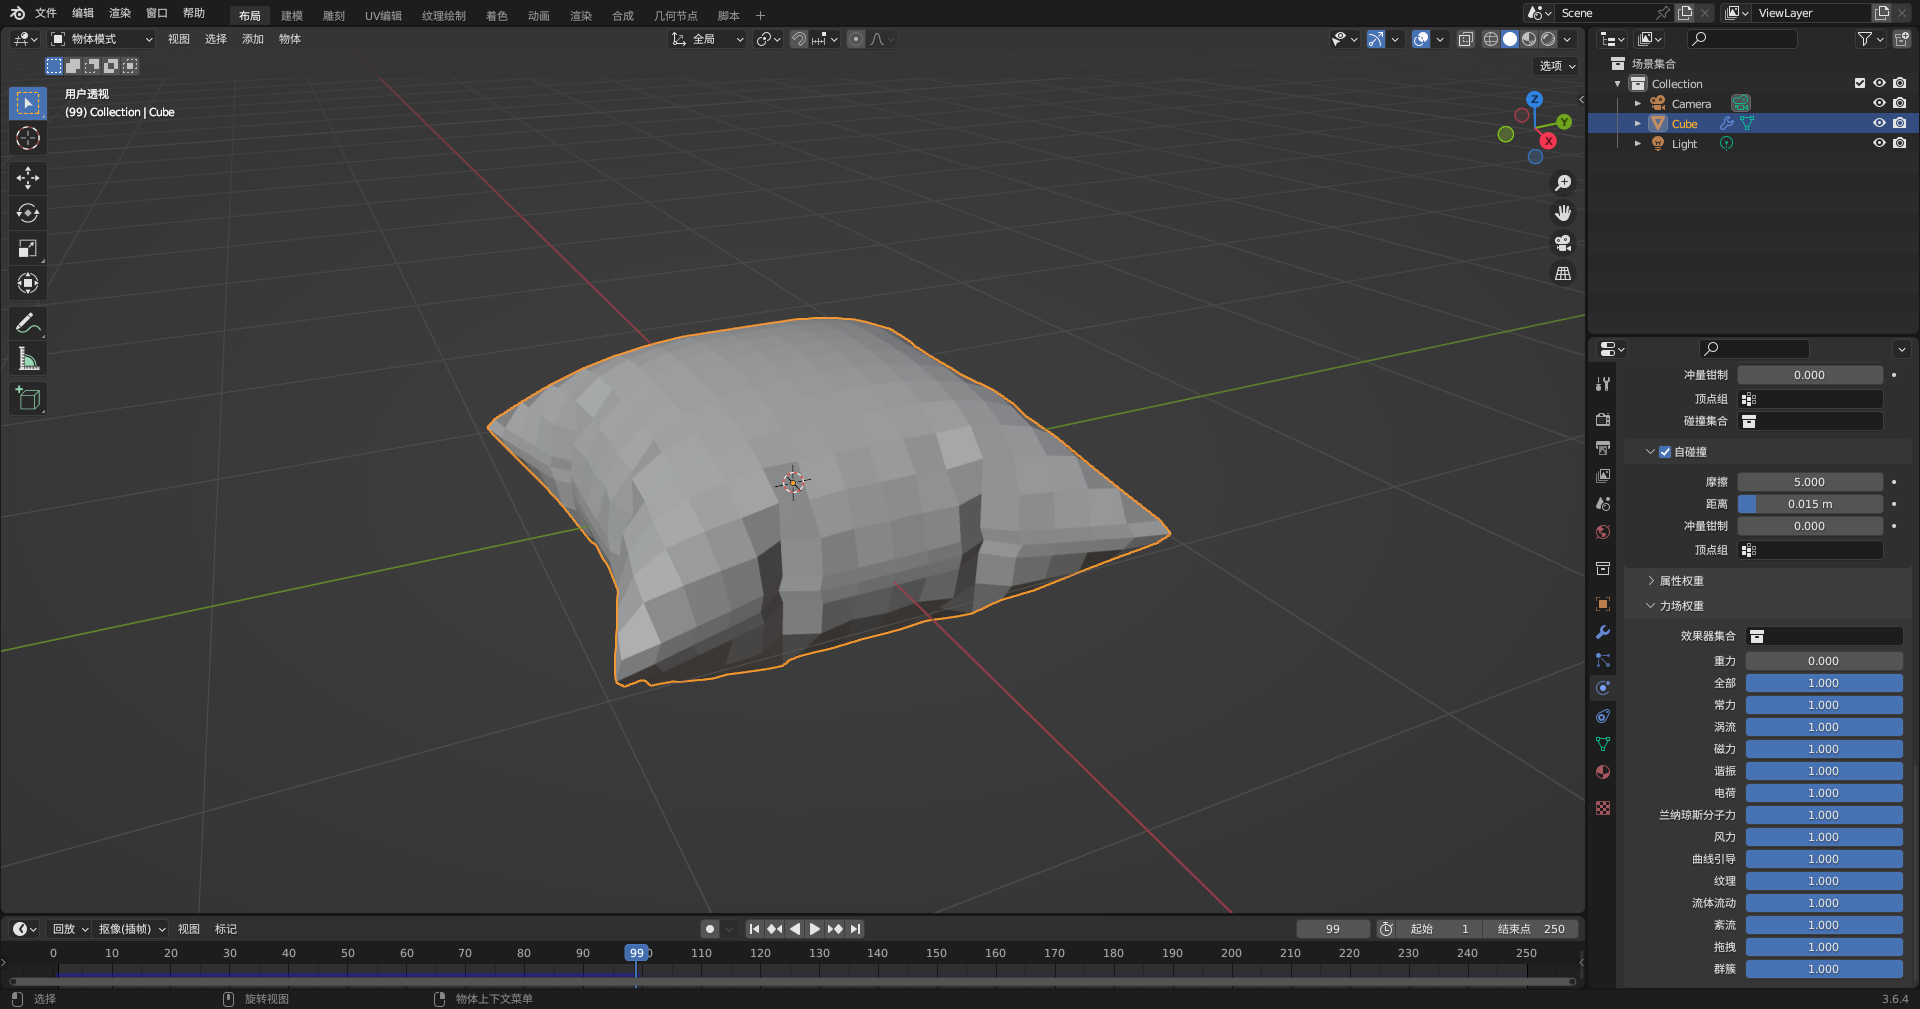 文件 编辑 渲染 窗口 帮助 布局 建模 雕刻 UV编辑 纹理绘制 着色 动画 渲染 合成 几何节点 脚本 + Scene ViewLayer
物体模式 视图 选择 添加 物体 全局
选项
用户透视
(99) Collection | Cube
Z
Y
X
场景集合
Collection
Camera
Cube
Light
冲量钳制 0.000
顶点组
碰撞集合
自碰撞
摩擦 5.000
距离 0.015 m
冲量钳制 0.000
顶点组
属性权重
力场权重
效果器集合
重力 0.000
全部 1.000
常力 1.000
涡流 1.000
磁力 1.000
谐振 1.000
电荷 1.000
兰纳琼斯分子力 1.000
风力 1.000
曲线引导 1.000
纹理 1.000
流体流动 1.000
紊流 1.000
拖拽 1.000
群簇 1.000
回放 抠像(插帧) 视图 标记 99 起始 1 结束点 250
0 10 20 30 40 50 60 70 80 90 99 110 120 130 140 150 160 170 180 190 200 210 220 230 240 250
选择 旋转视图 物体上下文菜单 3.6.4